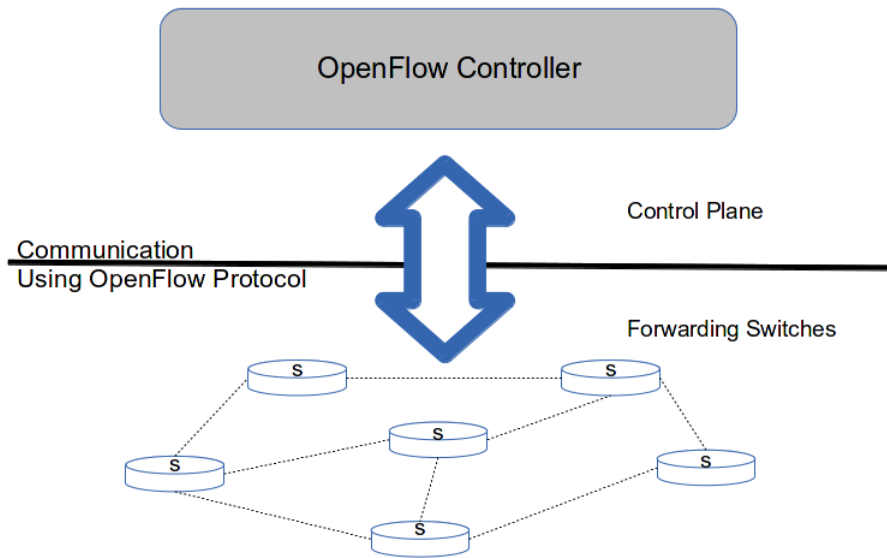 OpenFlow Controller
Control Plane
Communication
Using OpenFlow Protocol
Forwarding Switches
S
S
S
S
S
S